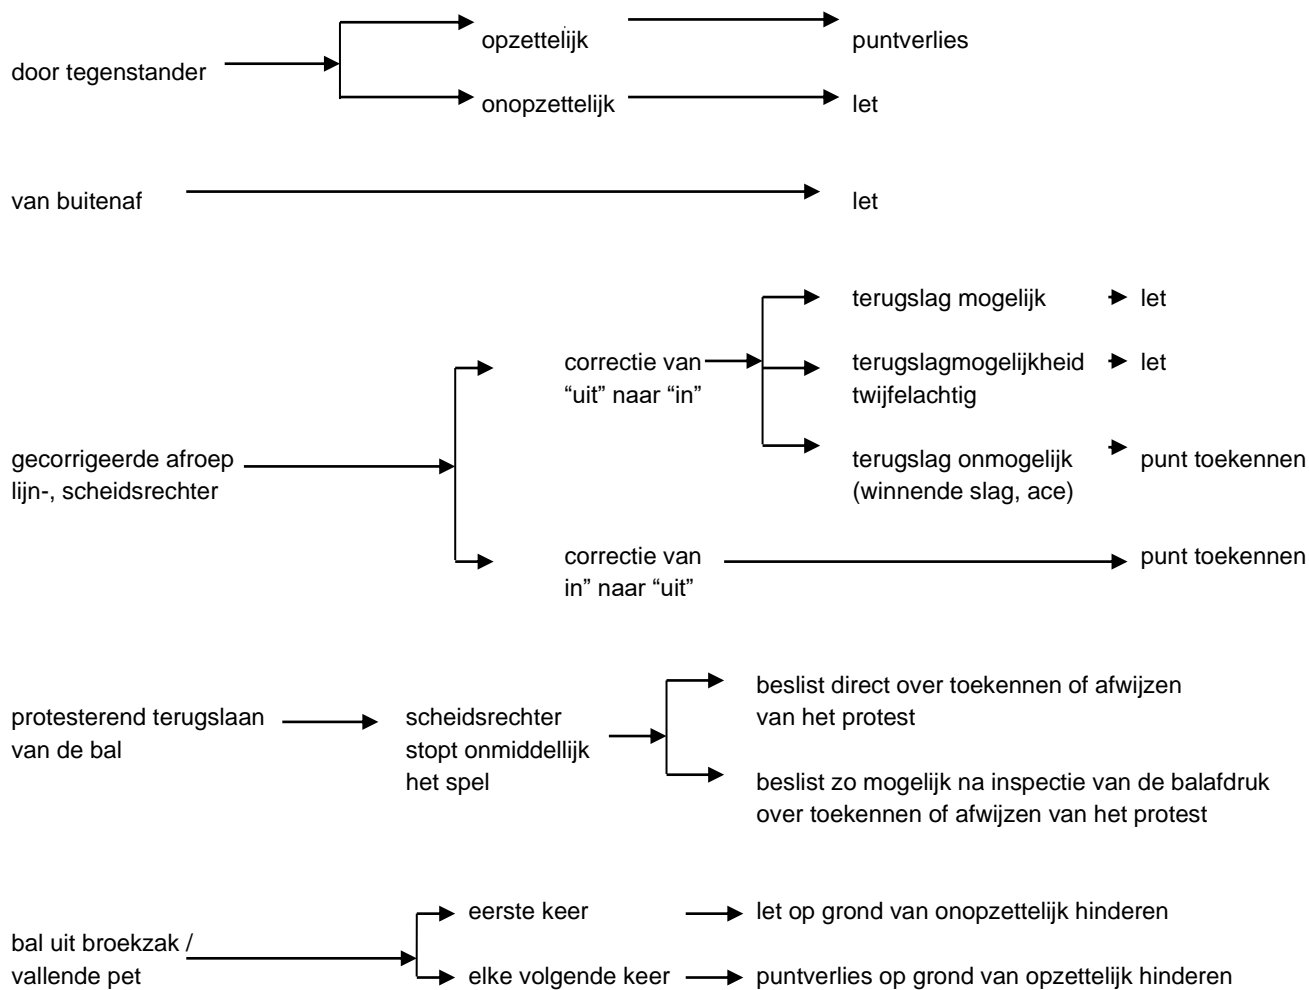 opzettelijk
puntverlies
door tegenstander
onopzettelijk
let
van buitenaf
let
terugslag mogelijk
let
correctie van
“uit” naar “in”
terugslagmogelijkheid
twijfelachtig
let
gecorrigeerde afroep
lijn-, scheidsrechter
terugslag onmogelijk
(winnende slag, ace)
punt toekennen
correctie van
in” naar “uit”
punt toekennen
protesterend terugslaan
van de bal
scheidsrechter
stopt onmiddellijk
het spel
beslist direct over toekennen of afwijzen
van het protest
beslist zo mogelijk na inspectie van de balafdruk
over toekennen of afwijzen van het protest
eerste keer
let op grond van onopzettelijk hinderen
bal uit broekzak /
vallende pet
elke volgende keer
puntverlies op grond van opzettelijk hinderen